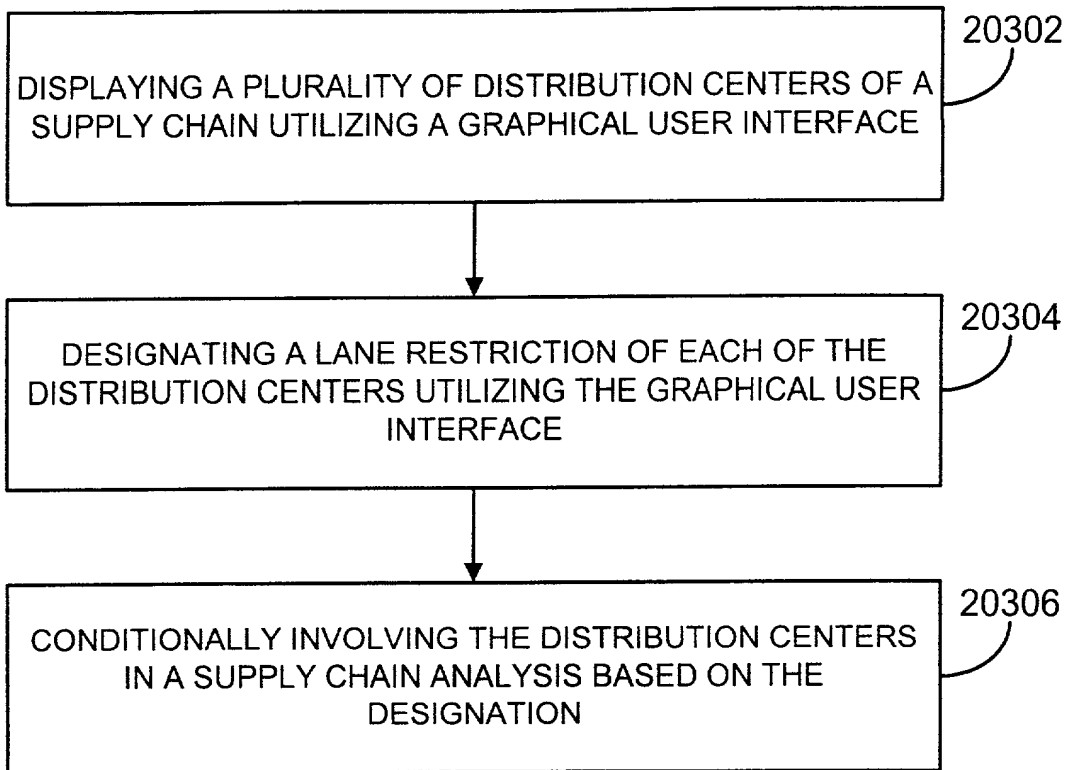 20302
DISPLAYING A PLURALITY OF DISTRIBUTION CENTERS OF A
SUPPLY CHAIN UTILIZING A GRAPHICAL USER INTERFACE
20304
DESIGNATING A LANE RESTRICTION OF EACH OF THE
DISTRIBUTION CENTERS UTILIZING THE GRAPHICAL USER
INTERFACE
20306
CONDITIONALLY INVOLVING THE DISTRIBUTION CENTERS
IN A SUPPLY CHAIN ANALYSIS BASED ON THE
DESIGNATION